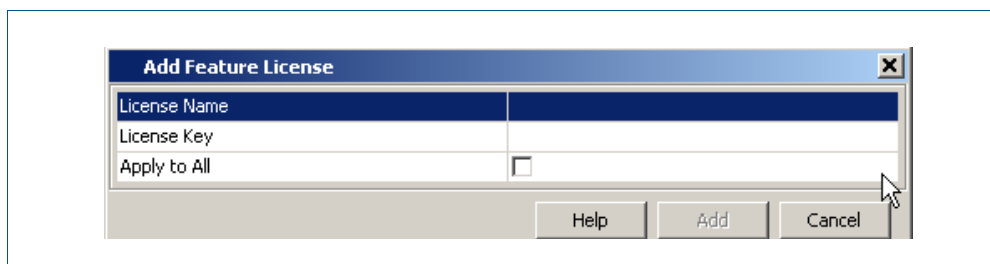 Add Feature License
License Name
License Key
Apply to All
Help Add Cancel